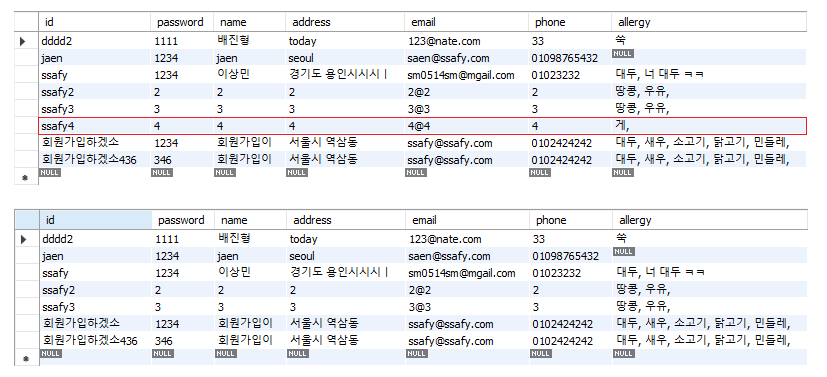 id password name address email phone allergy
dddd2 1111 배진형 today 123@nate.com 33 쑥
jaen 1234 jaen seoul saen@ssafy.com 01098765432 NULL
ssafy 1234 이상민 경기도 용인시시시ㅣ sm0514sm@mgail.com 01023232 대두, 너 대두 ㅋㅋ
ssafy2 2 2 2 2@2 2 땅콩, 우유,
ssafy3 3 3 3 3@3 3 땅콩, 우유,
ssafy4 4 4 4 4@4 4 게,
회원가입하겠소 1234 회원가입이 서울시 역삼동 ssafy@ssafy.com 0102424242 대두, 새우, 소고기, 닭고기, 민들레,
회원가입하겠소436 346 회원가입이 서울시 역삼동 ssafy@ssafy.com 0102424242 대두, 새우, 소고기, 닭고기, 민들레,
NULL NULL NULL NULL NULL NULL NULL
id password name address email phone allergy
dddd2 1111 배진형 today 123@nate.com 33 쑥
jaen 1234 jaen seoul saen@ssafy.com 01098765432 NULL
ssafy 1234 이상민 경기도 용인시시시ㅣ sm0514sm@mgail.com 01023232 대두, 너 대두 ㅋㅋ
ssafy2 2 2 2 2@2 2 땅콩, 우유,
ssafy3 3 3 3 3@3 3 땅콩, 우유,
회원가입하겠소 1234 회원가입이 서울시 역삼동 ssafy@ssafy.com 0102424242 대두, 새우, 소고기, 닭고기, 민들레,
회원가입하겠소436 346 회원가입이 서울시 역삼동 ssafy@ssafy.com 0102424242 대두, 새우, 소고기, 닭고기, 민들레,
NULL NULL NULL NULL NULL NULL NULL